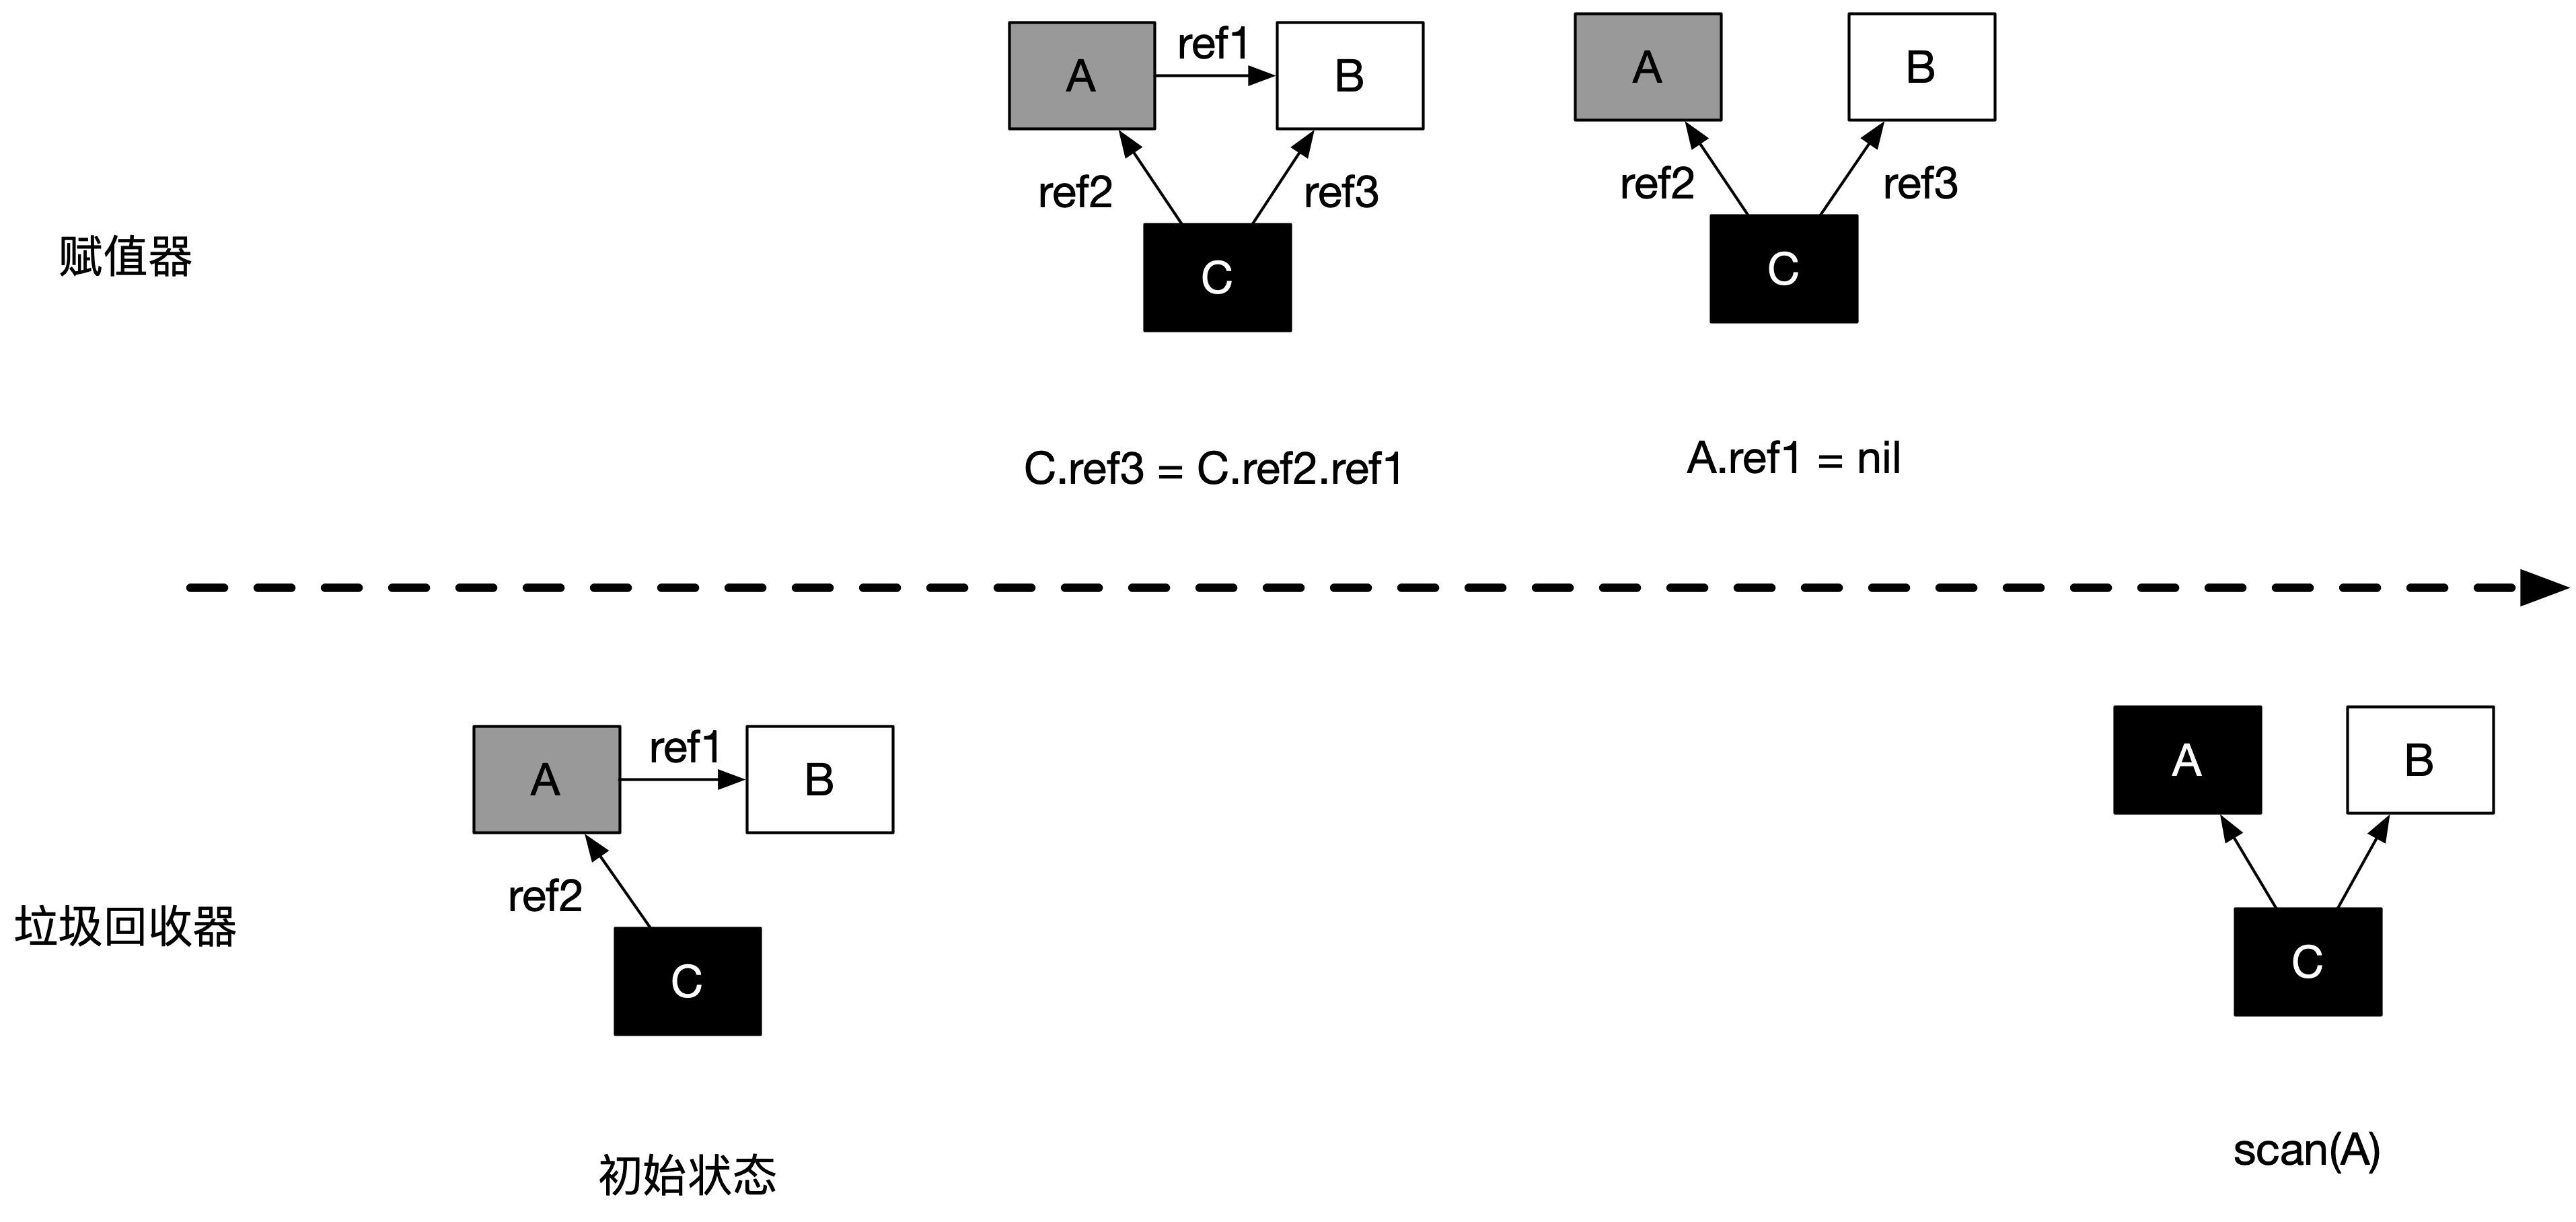 A
ref1
B
ref2
ref3
C
C.ref3 = C.ref2.ref1
A
B
ref2
ref3
C
A.ref1 = nil
赋值器
A
ref1
B
ref2
C
初始状态
A
B
C
scan(A)
垃圾回收器